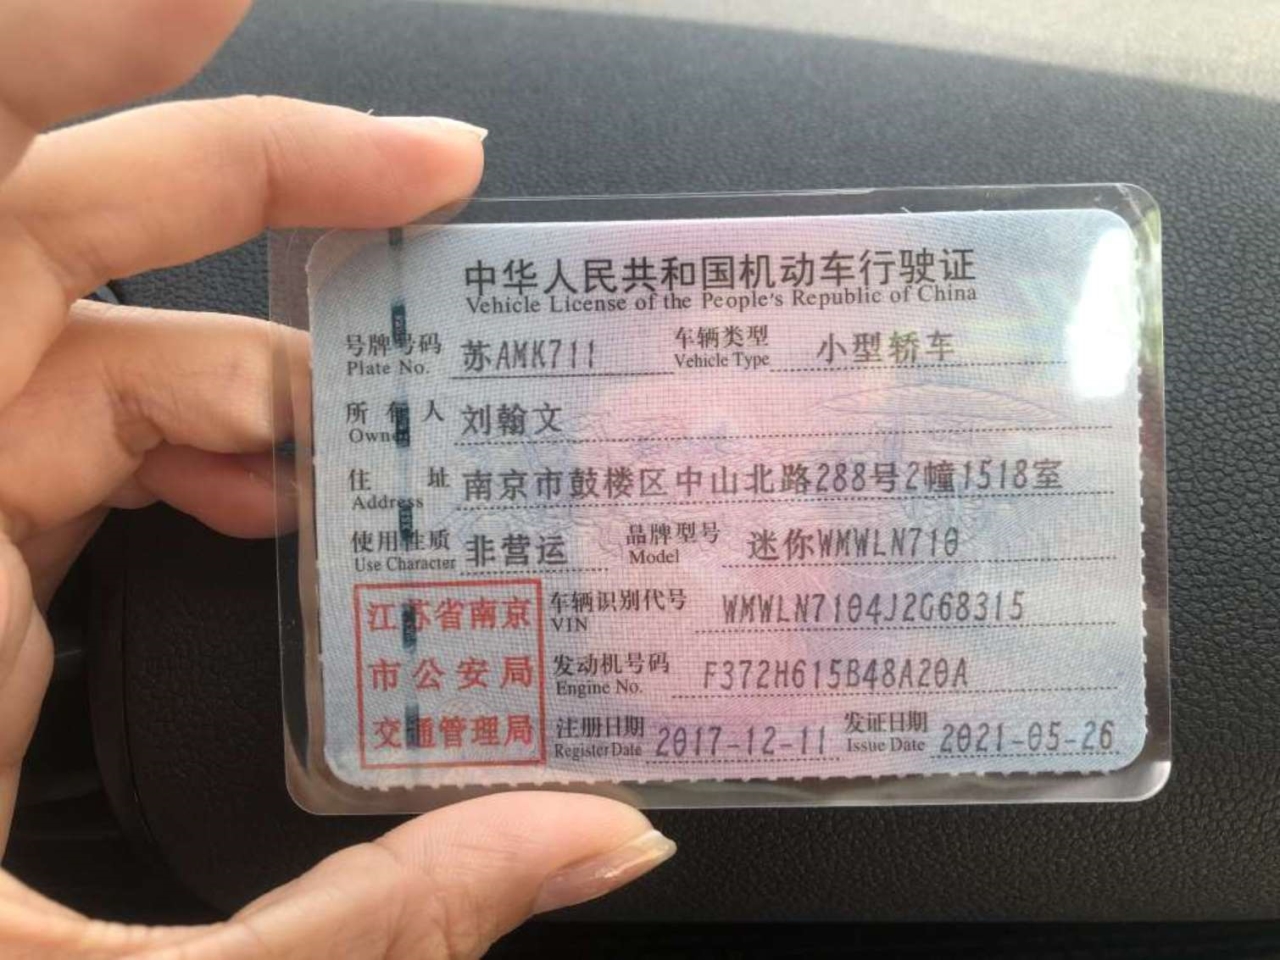 中华人民共和国机动车行驶证
Vehicle License of the People's Republic of China
号牌号码 苏AMK711 车辆类型 小型轿车
Plate No. Vehicle Type
所有人 刘翰文
Owner
住址 南京市鼓楼区中山北路288号2幢1518室
Address
使用性质 非营运 品牌型号 迷你WMWLN710
Use Character Model
江苏省南京
市公安局
交通管理局
车辆识别代号 WMWLN7104J2G68315
VIN
发动机号码 F372H615B48A20A
Engine No.
注册日期 2017-12-11 发证日期 2021-05-26
Register Date Issue Date